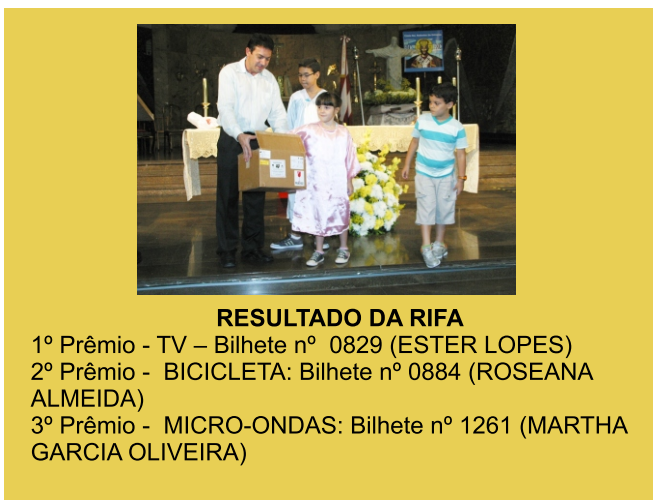 RESULTADO DA RIFA
1º Prêmio - TV – Bilhete nº  0829 (ESTER LOPES)
2º Prêmio -  BICICLETA: Bilhete nº 0884 (ROSEANA
ALMEIDA)
3º Prêmio -  MICRO-ONDAS: Bilhete nº 1261 (MARTHA
GARCIA OLIVEIRA)